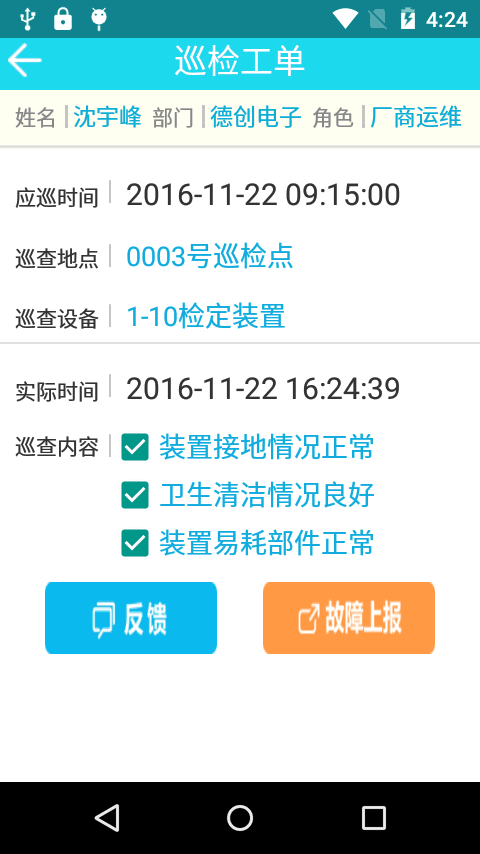 4:24
巡检工单
姓名 沈宇峰 部门 德创电子 角色 厂商运维
应巡时间 2016-11-22 09:15:00
巡查地点 0003号巡检点
巡查设备 1-10检定装置
实际时间 2016-11-22 16:24:39
巡查内容 装置接地情况正常
卫生清洁情况良好
装置易耗部件正常
反馈 故障上报